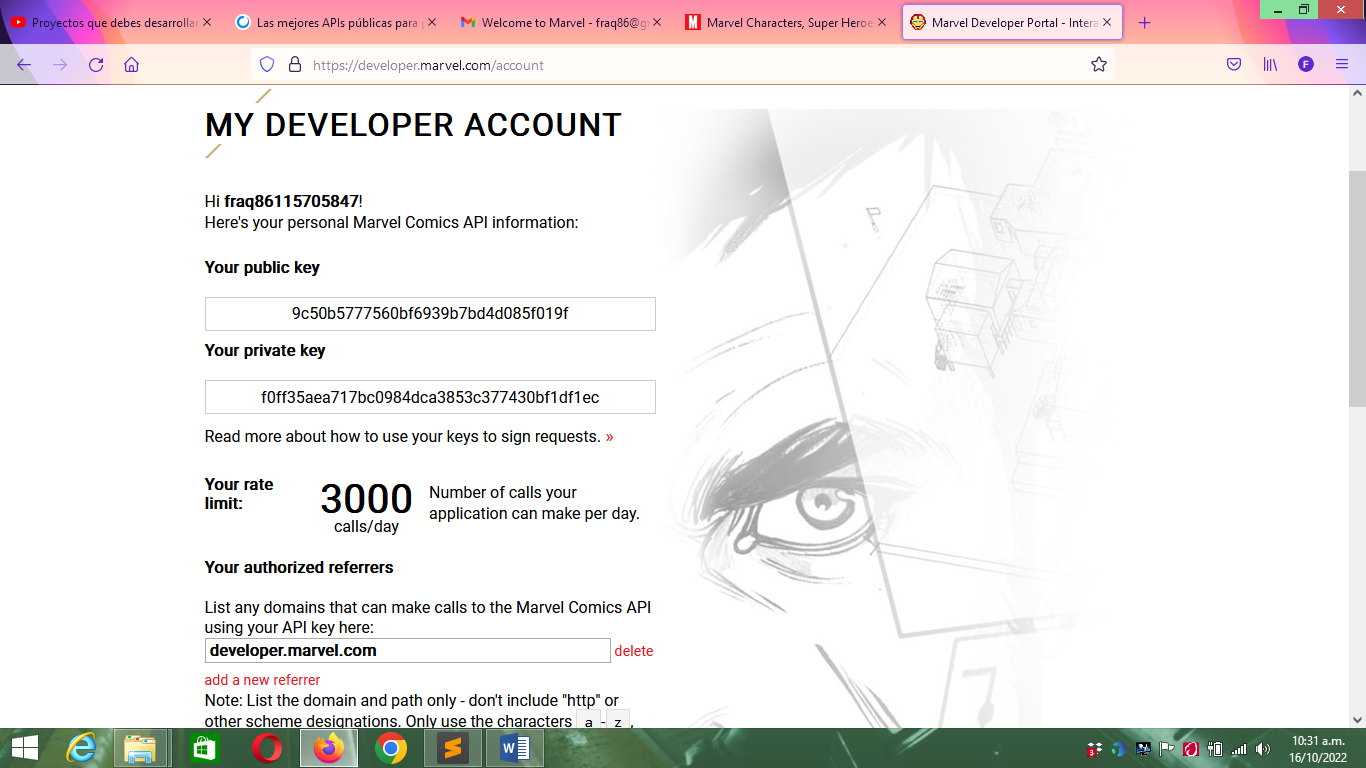 Proyectos que debes desarrollar
Las mejores APIs públicas para p
Welcome to Marvel - fraq86@g
Marvel Characters, Super Heroe
Marvel Developer Portal - Intera
https://developer.marvel.com/account
F
MY DEVELOPER ACCOUNT
Hi fraq86115705847!
Here's your personal Marvel Comics API information:
Your public key
9c50b5777560bf6939b7bd4d085f019f
Your private key
f0ff35aea717bc0984dca3853c377430bf1df1ec
Read more about how to use your keys to sign requests. »
Your rate
limit:
3000
calls/day
Number of calls your
application can make per day.
Your authorized referrers
List any domains that can make calls to the Marvel Comics API
using your API key here:
developer.marvel.com
delete
add a new referrer
Note: List the domain and path only - don't include "http" or
other scheme designations. Only use the characters a - z ,
10:31 a.m.
16/10/2022